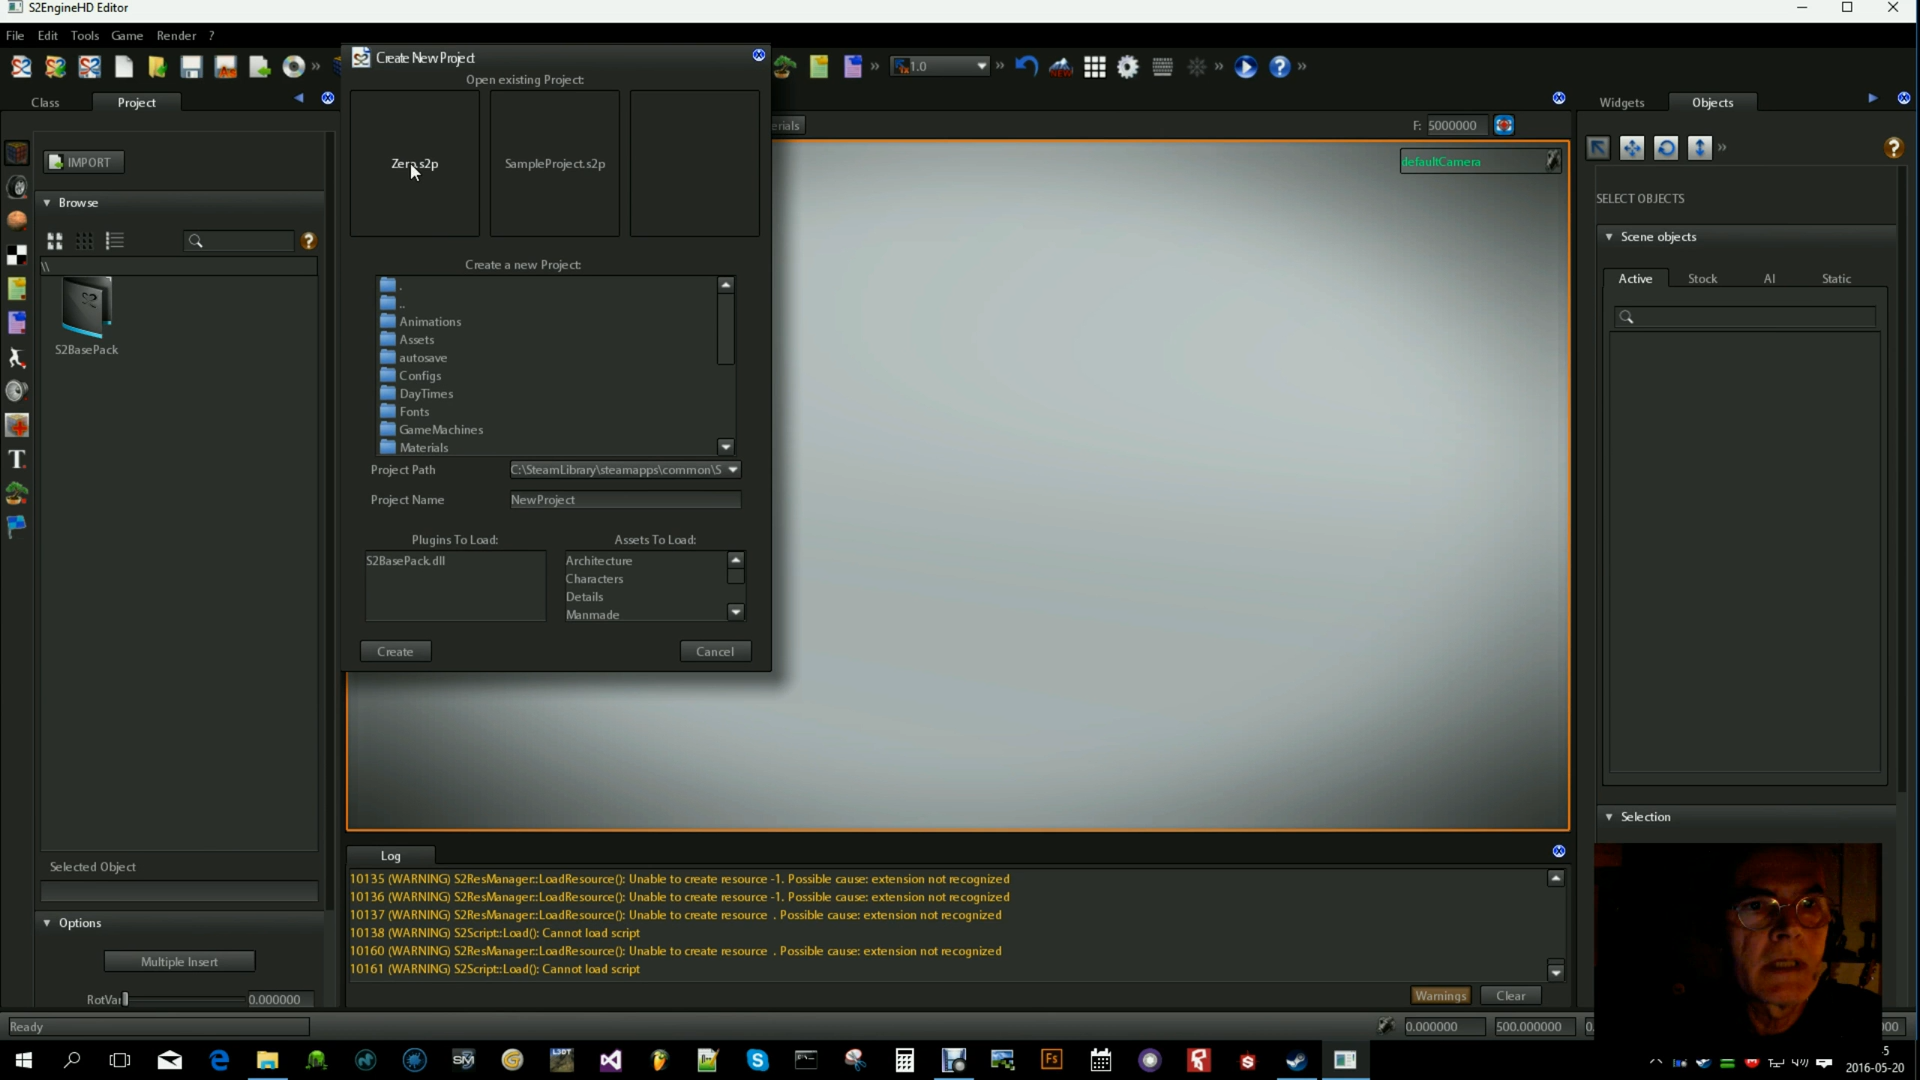 S2EngineHD Editor
File Edit Tools Game Render ?
Create New Project
1.0
Class Project
Widgets Objects
Open existing Project:
erials
F: 5000000
IMPORT
Zero.s2p
SampleProject.s2p
defaultCamera
SELECT OBJECTS
Browse
Scene objects
\\
S2
S2BasePack
Create a new Project:
.
..
Animations
Assets
autosave
Configs
DayTimes
Fonts
GameMachines
Materials
Active Stock AI Static
Project Path C:\SteamLibrary\steamapps\common\S
Project Name NewProject
Plugins To Load: Assets To Load:
S2BasePack.dll
Architecture
Characters
Details
Manmade
Create Cancel
Selection
Log
Selected Object
10135 (WARNING) S2ResManager::LoadResource(): Unable to create resource -1. Possible cause: extension not recognized
10136 (WARNING) S2ResManager::LoadResource(): Unable to create resource -1. Possible cause: extension not recognized
10137 (WARNING) S2ResManager::LoadResource(): Unable to create resource . Possible cause: extension not recognized
10138 (WARNING) S2Script::Load(): Cannot load script
10160 (WARNING) S2ResManager::LoadResource(): Unable to create resource . Possible cause: extension not recognized
10161 (WARNING) S2Script::Load(): Cannot load script
Options
Multiple Insert
RotVar 0.000000
Warnings Clear
Ready
0.000000 500.000000
2016-05-20